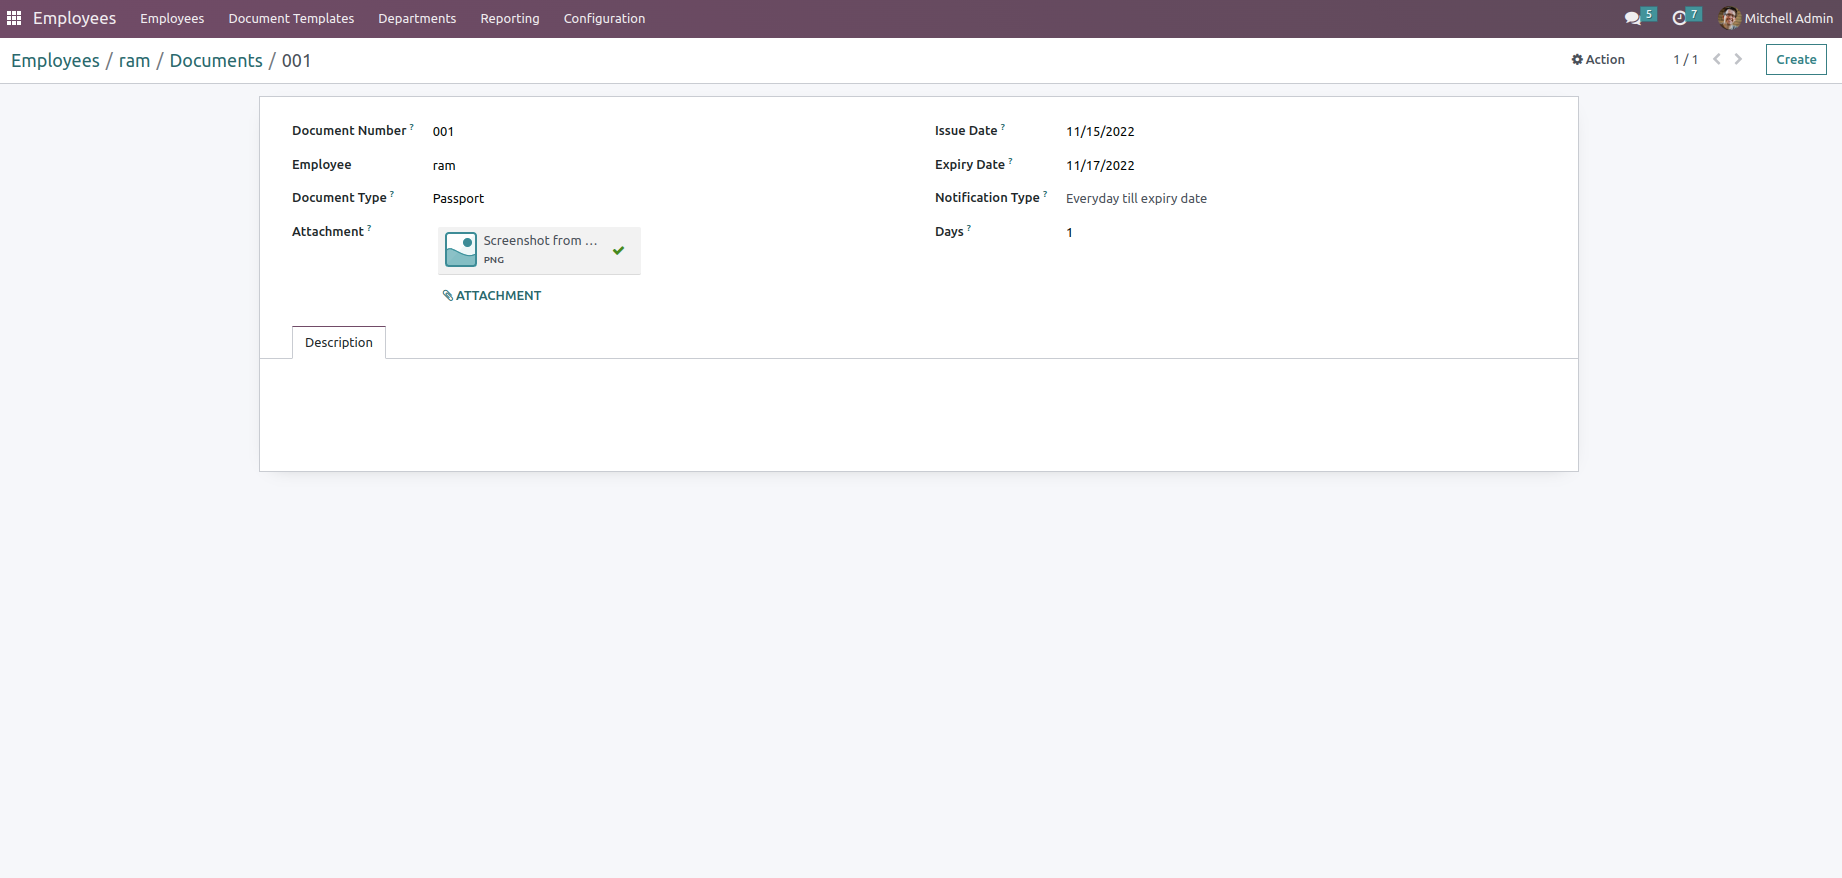 Employees Employees Document Templates Departments Reporting Configuration 5 7 Mitchell Admin
Employees / ram / Documents / 001 Action 1 / 1 Create
Document Number ? 001
Employee ram
Document Type ? Passport
Attachment ?
Screenshot from ...
PNG
ATTACHMENT
Issue Date ? 11/15/2022
Expiry Date ? 11/17/2022
Notification Type ? Everyday till expiry date
Days ? 1
Description